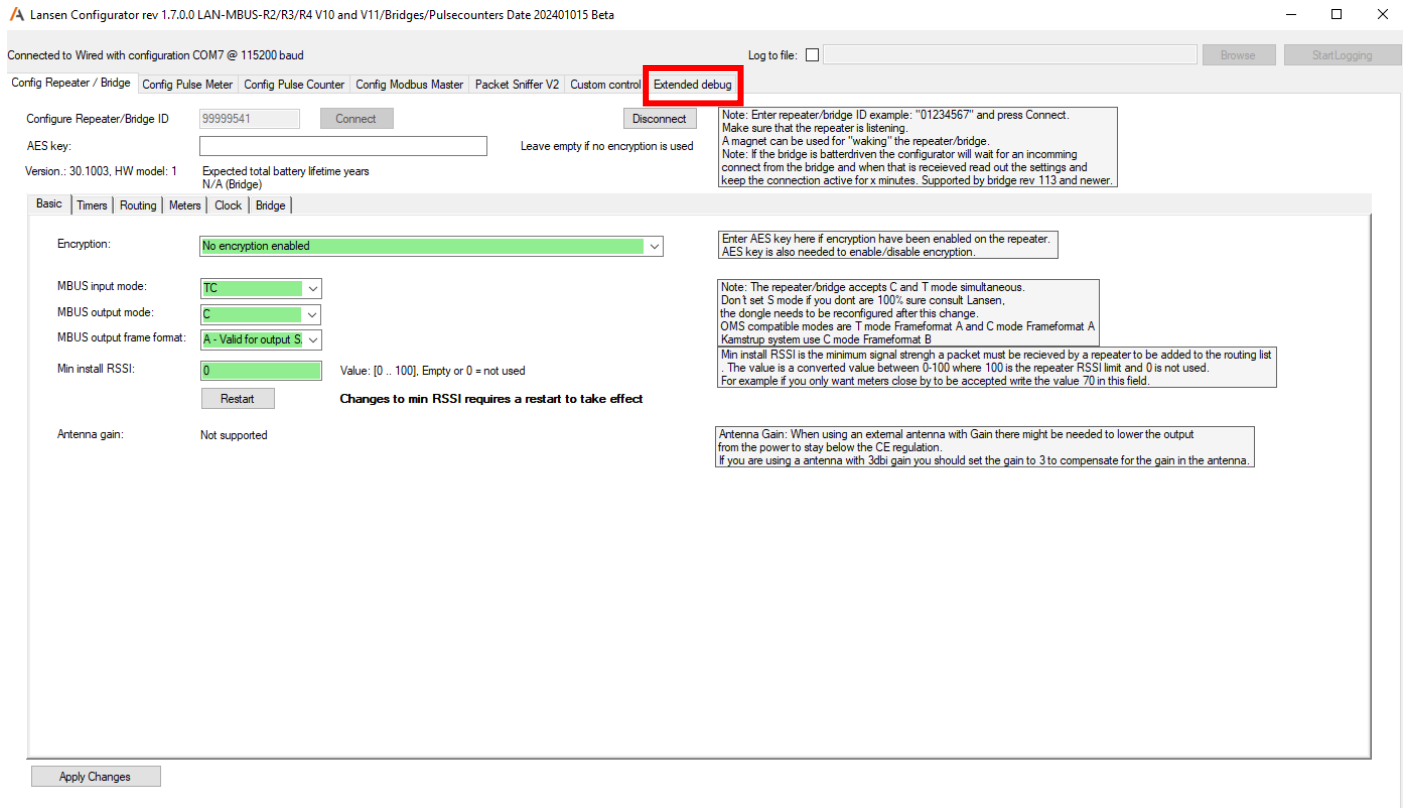 Lansen Configurator rev 1.7.0.0 LAN-MBUS-R2/R3/R4 V10 and V11/Bridges/Pulsecounters Date 202401015 Beta
Connected to Wired with configuration COM7 @ 115200 baud
Log to file:
Browse
StartLogging
Config Repeater / Bridge
Config Pulse Meter
Config Pulse Counter
Config Modbus Master
Packet Sniffer V2
Custom control
Extended debug
Configure Repeater/Bridge ID
99999541
Connect
Disconnect
Note: Enter repeater/bridge ID example: "01234567" and press Connect.
Make sure that the repeater is listening.
A magnet can be used for "waking" the repeater/bridge.
Note: If the bridge is batterdriven the configurator will wait for an incomming
connect from the bridge and when that is receieved read out the settings and
keep the connection active for x minutes. Supported by bridge rev 113 and newer.
AES key:
Leave empty if no encryption is used
Version.: 30.1003, HW model: 1
Expected total battery lifetime years
N/A (Bridge)
Basic
Timers
Routing
Meters
Clock
Bridge
Encryption:
No encryption enabled
Enter AES key here if encryption have been enabled on the repeater.
AES key is also needed to enable/disable encryption.
MBUS input mode:
TC
MBUS output mode:
C
MBUS output frame format:
A - Valid for output S.
Note: The repeater/bridge accepts C and T mode simultaneous.
Don't set S mode if you dont are 100% sure consult Lansen,
the dongle needs to be reconfigured after this change.
OMS compatible modes are T mode Frameformat A and C mode Frameformat A
Kamstrup system use C mode Frameformat B
Min install RSSI:
0
Value: [0 .. 100], Empty or 0 = not used
Min install RSSI is the minimum signal strengh a packet must be recieved by a repeater to be added to the routing list
. The value is a converted value between 0-100 where 100 is the repeater RSSI limit and 0 is not used.
For example if you only want meters close by to be accepted write the value 70 in this field.
Restart
Changes to min RSSI requires a restart to take effect
Antenna gain:
Not supported
Antenna Gain: When using an external antenna with Gain there might be needed to lower the output
from the power to stay below the CE regulation.
If you are using a antenna with 3dbi gain you should set the gain to 3 to compensate for the gain in the antenna.
Apply Changes